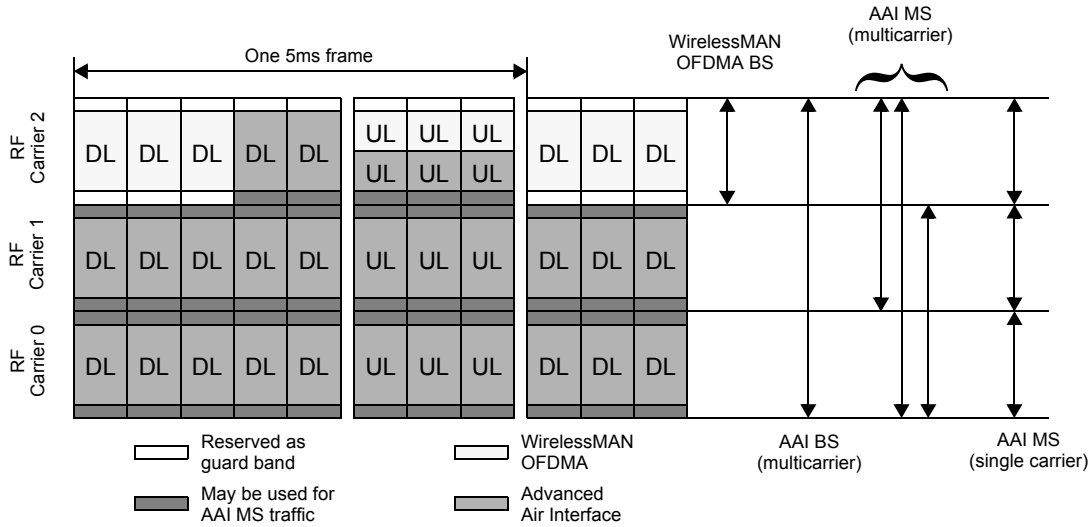 AAI MS
(multicarrier)
WirelessMAN
OFDMA BS
One 5ms frame
RF
Carrier 2
DL DL DL DL DL UL UL UL DL DL DL
UL UL UL
RF
Carrier 1
DL DL DL DL DL UL UL UL DL DL DL
RF
Carrier 0
DL DL DL DL DL UL UL UL DL DL DL
Reserved as
guard band
WirelessMAN
OFDMA
May be used for
AAI MS traffic
Advanced
Air Interface
AAI BS
(multicarrier)
AAI MS
(single carrier)